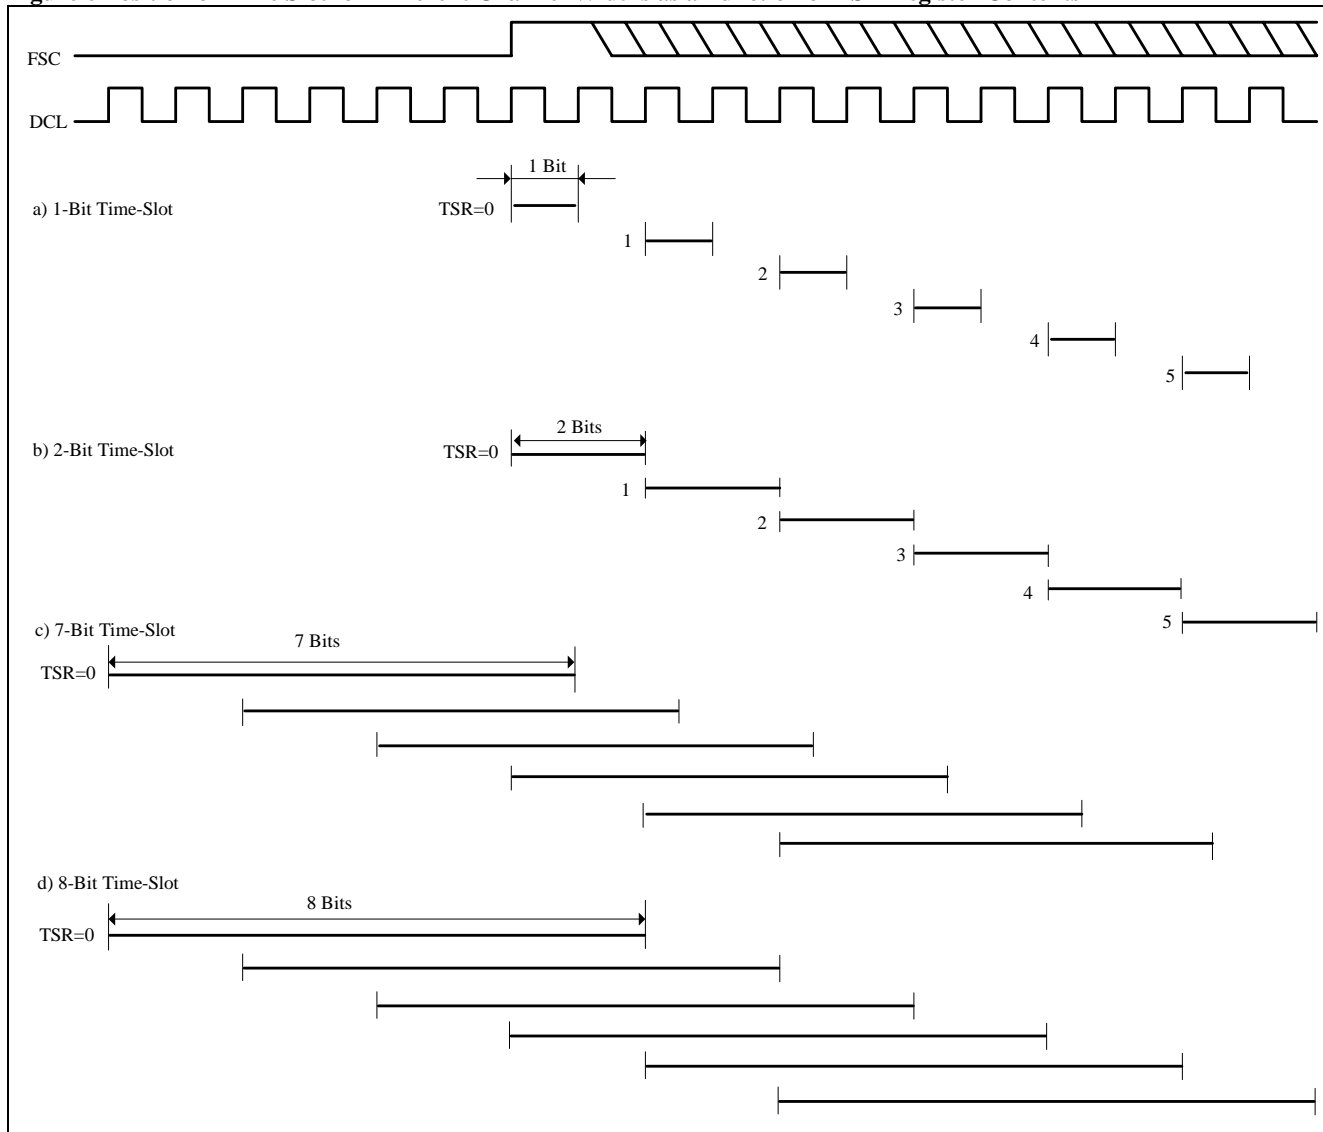 FSC
DCL
1 Bit
a) 1-Bit Time-Slot
TSR=0
1
2
3
4
5
2 Bits
b) 2-Bit Time-Slot
TSR=0
1
2
3
4
5
c) 7-Bit Time-Slot
7 Bits
TSR=0
d) 8-Bit Time-Slot
8 Bits
TSR=0